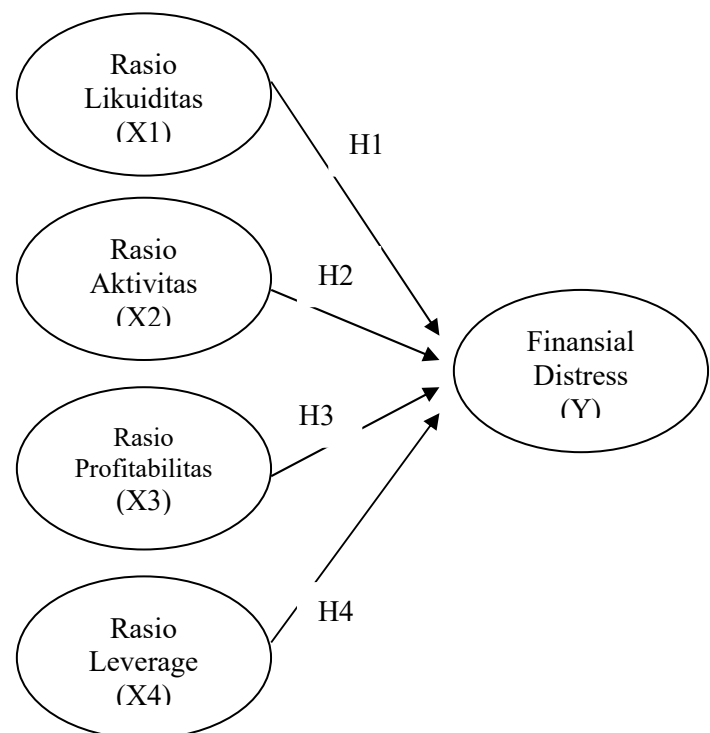 Rasio
Likuiditas
(X1)
H1
Rasio
Aktivitas
(X2)
H2
Finansial
Distress
(Y)
Rasio
Profitabilitas
(X3)
H3
Rasio
Leverage
(X4)
H4